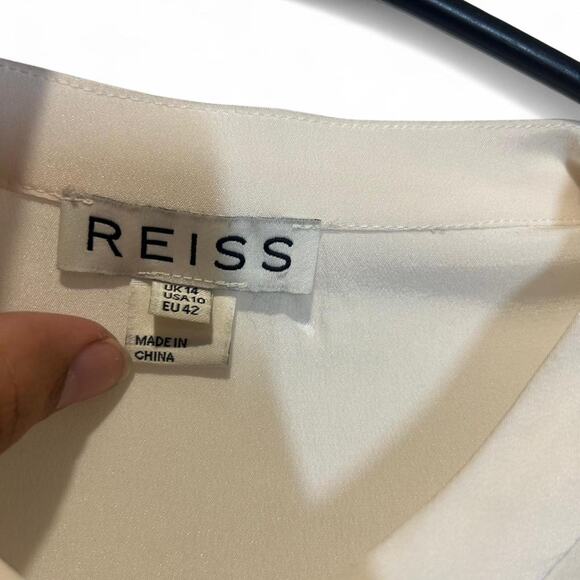 REISS
UK 14
USA 10
EU 42
MADE IN
CHINA